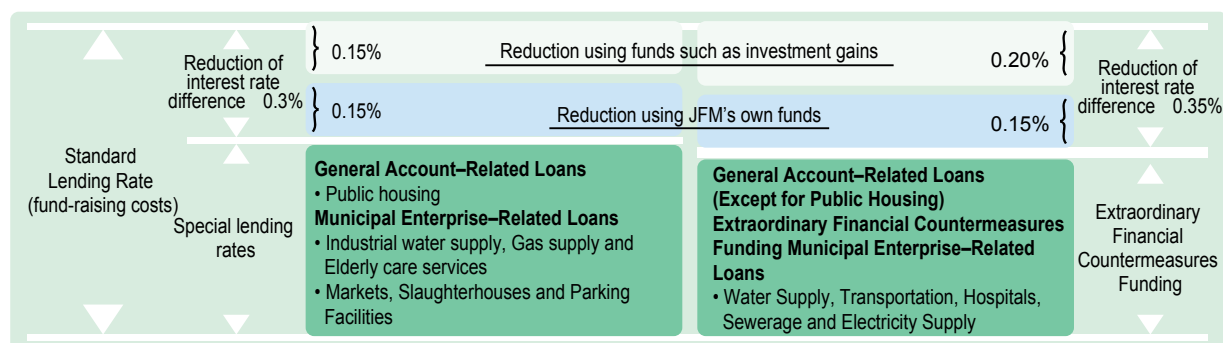 Standard
Lending Rate
(fund-raising costs)
Reduction of
interest rate
difference 0.3%
Special lending
rates
} 0.15%
Reduction using funds such as investment gains
0.20% {
} 0.15%
Reduction using JFM's own funds
0.15% {
General Account–Related Loans
• Public housing
Municipal Enterprise–Related Loans
• Industrial water supply, Gas supply and
Elderly care services
• Markets, Slaughterhouses and Parking
Facilities
General Account–Related Loans
(Except for Public Housing)
Extraordinary Financial Countermeasures
Funding Municipal Enterprise–Related
Loans
• Water Supply, Transportation, Hospitals,
Sewerage and Electricity Supply
Reduction of
interest rate
difference 0.35%
Extraordinary
Financial
Countermeasures
Funding